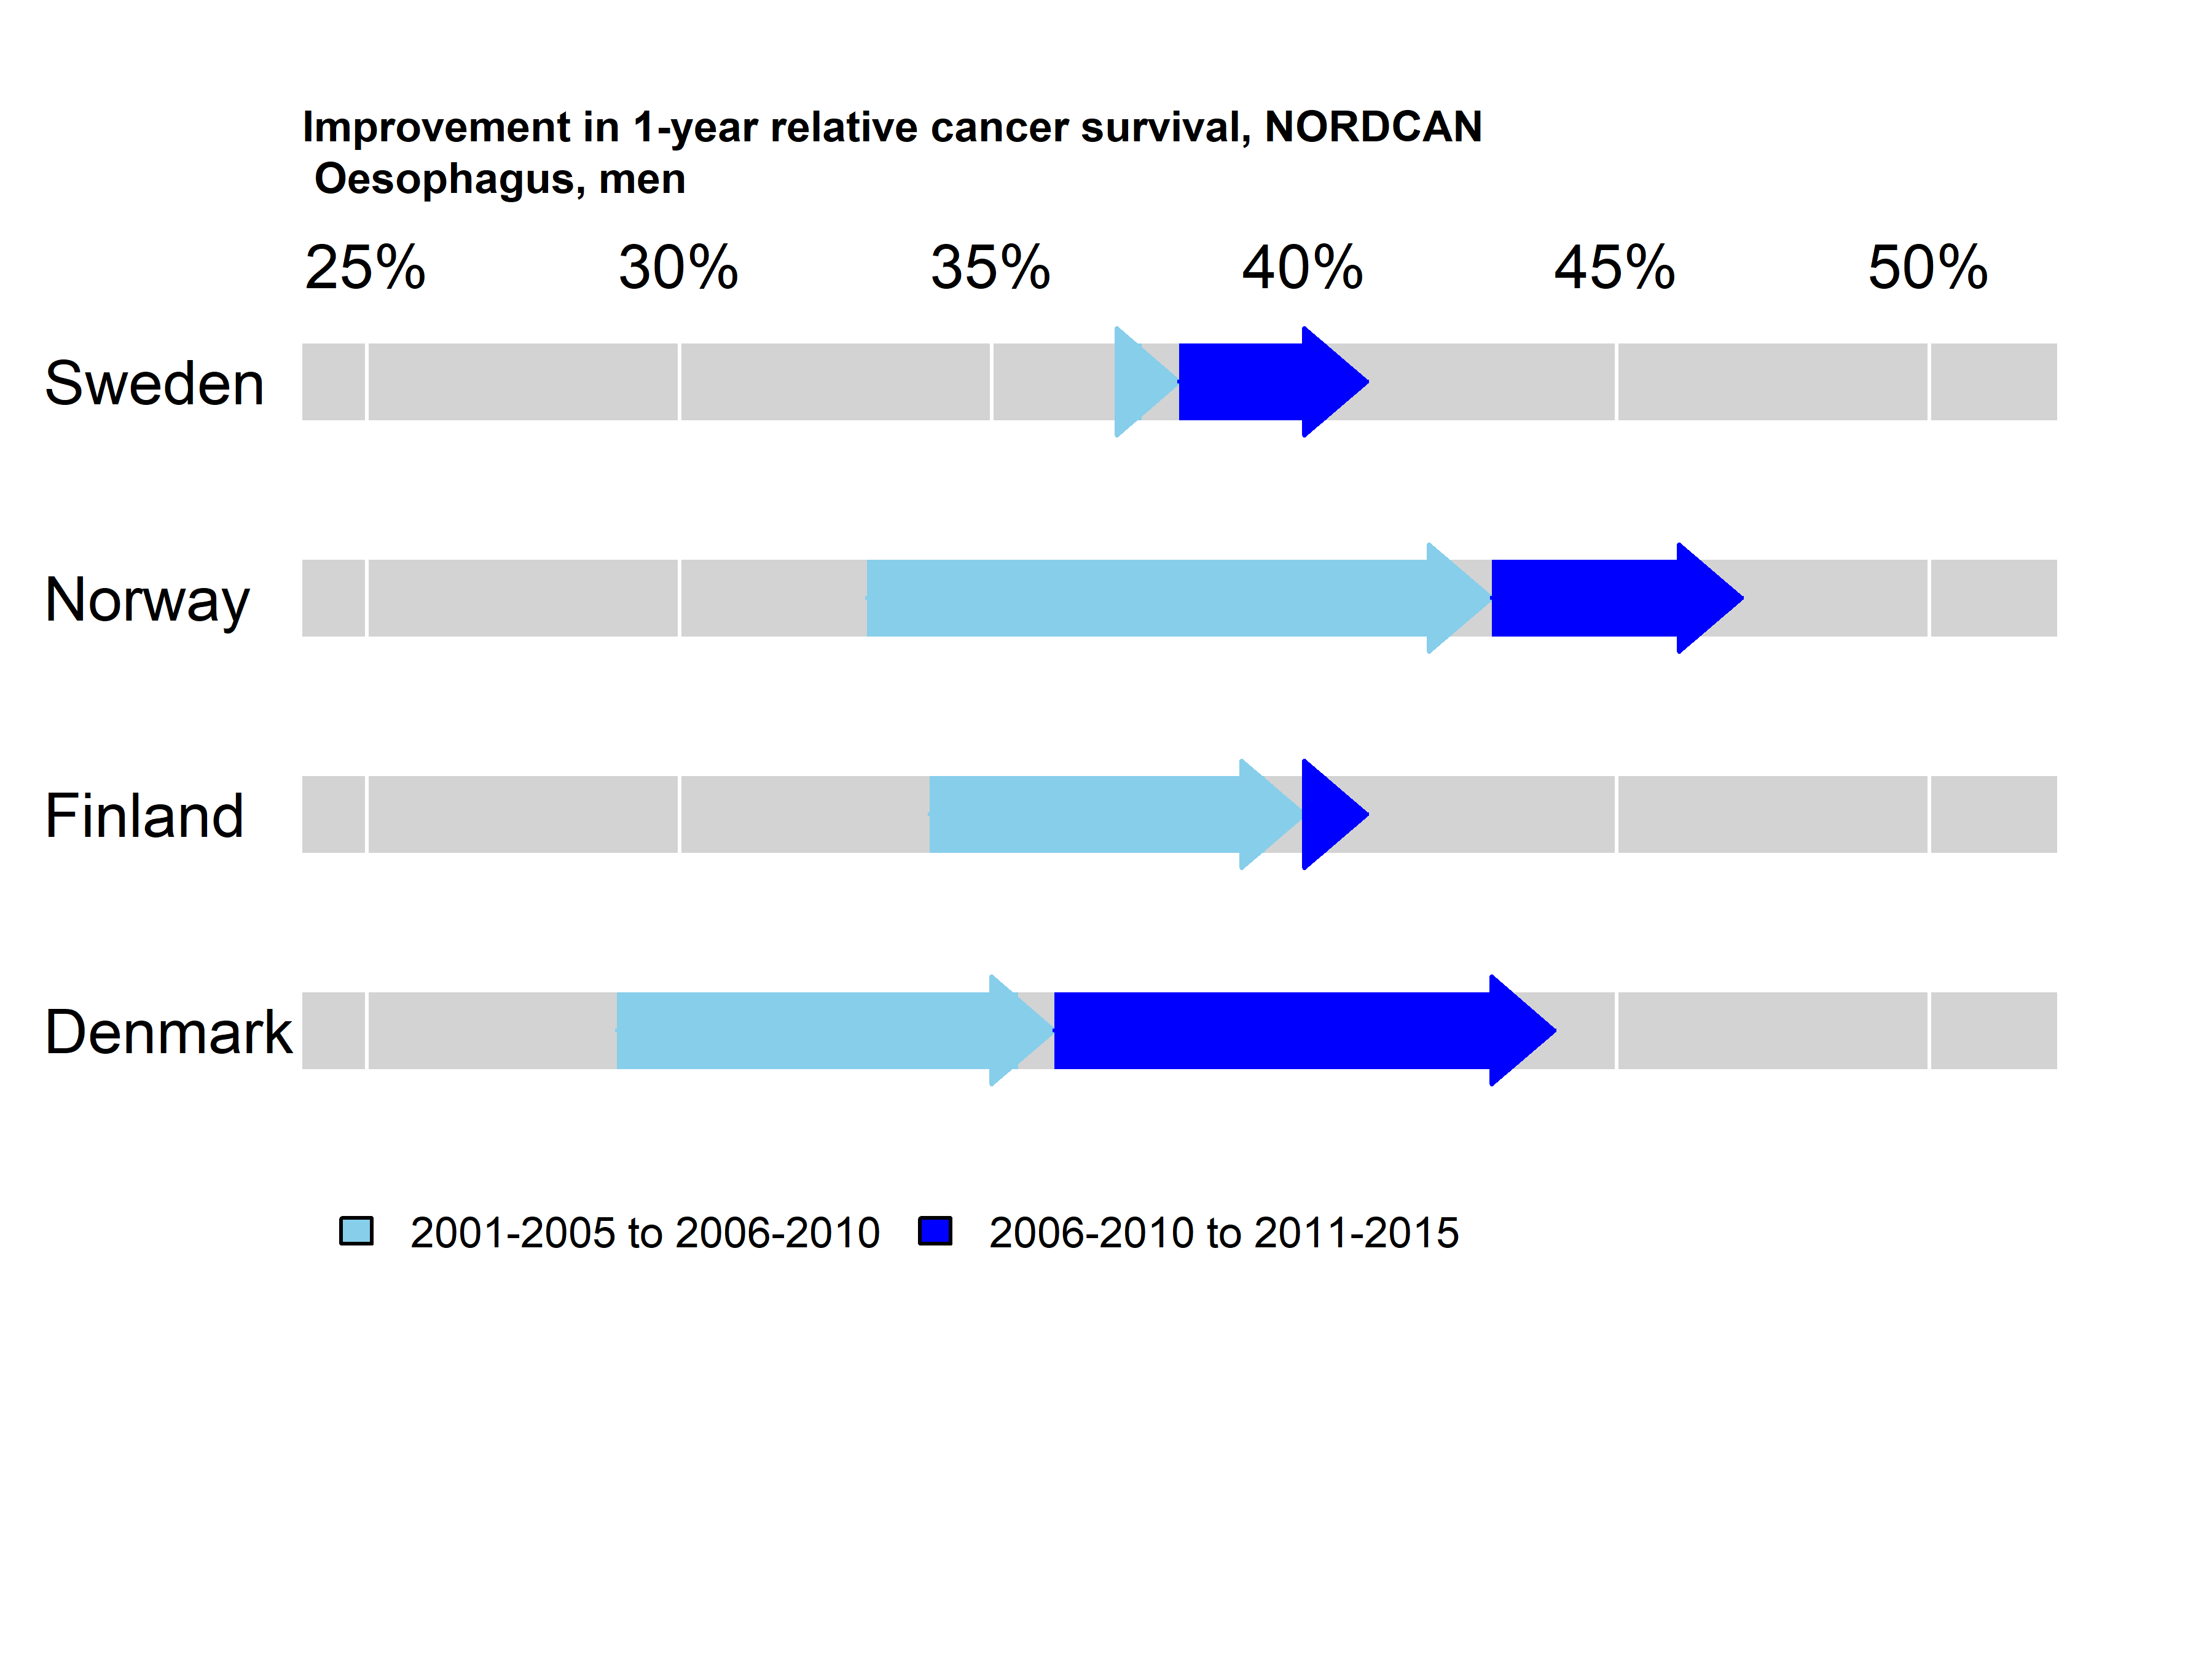 Improvement in 1-year relative cancer survival, NORDCAN
Oesophagus, men
25% 30% 35% 40% 45% 50%
Sweden
Norway
Finland
Denmark
2001-2005 to 2006-2010 2006-2010 to 2011-2015